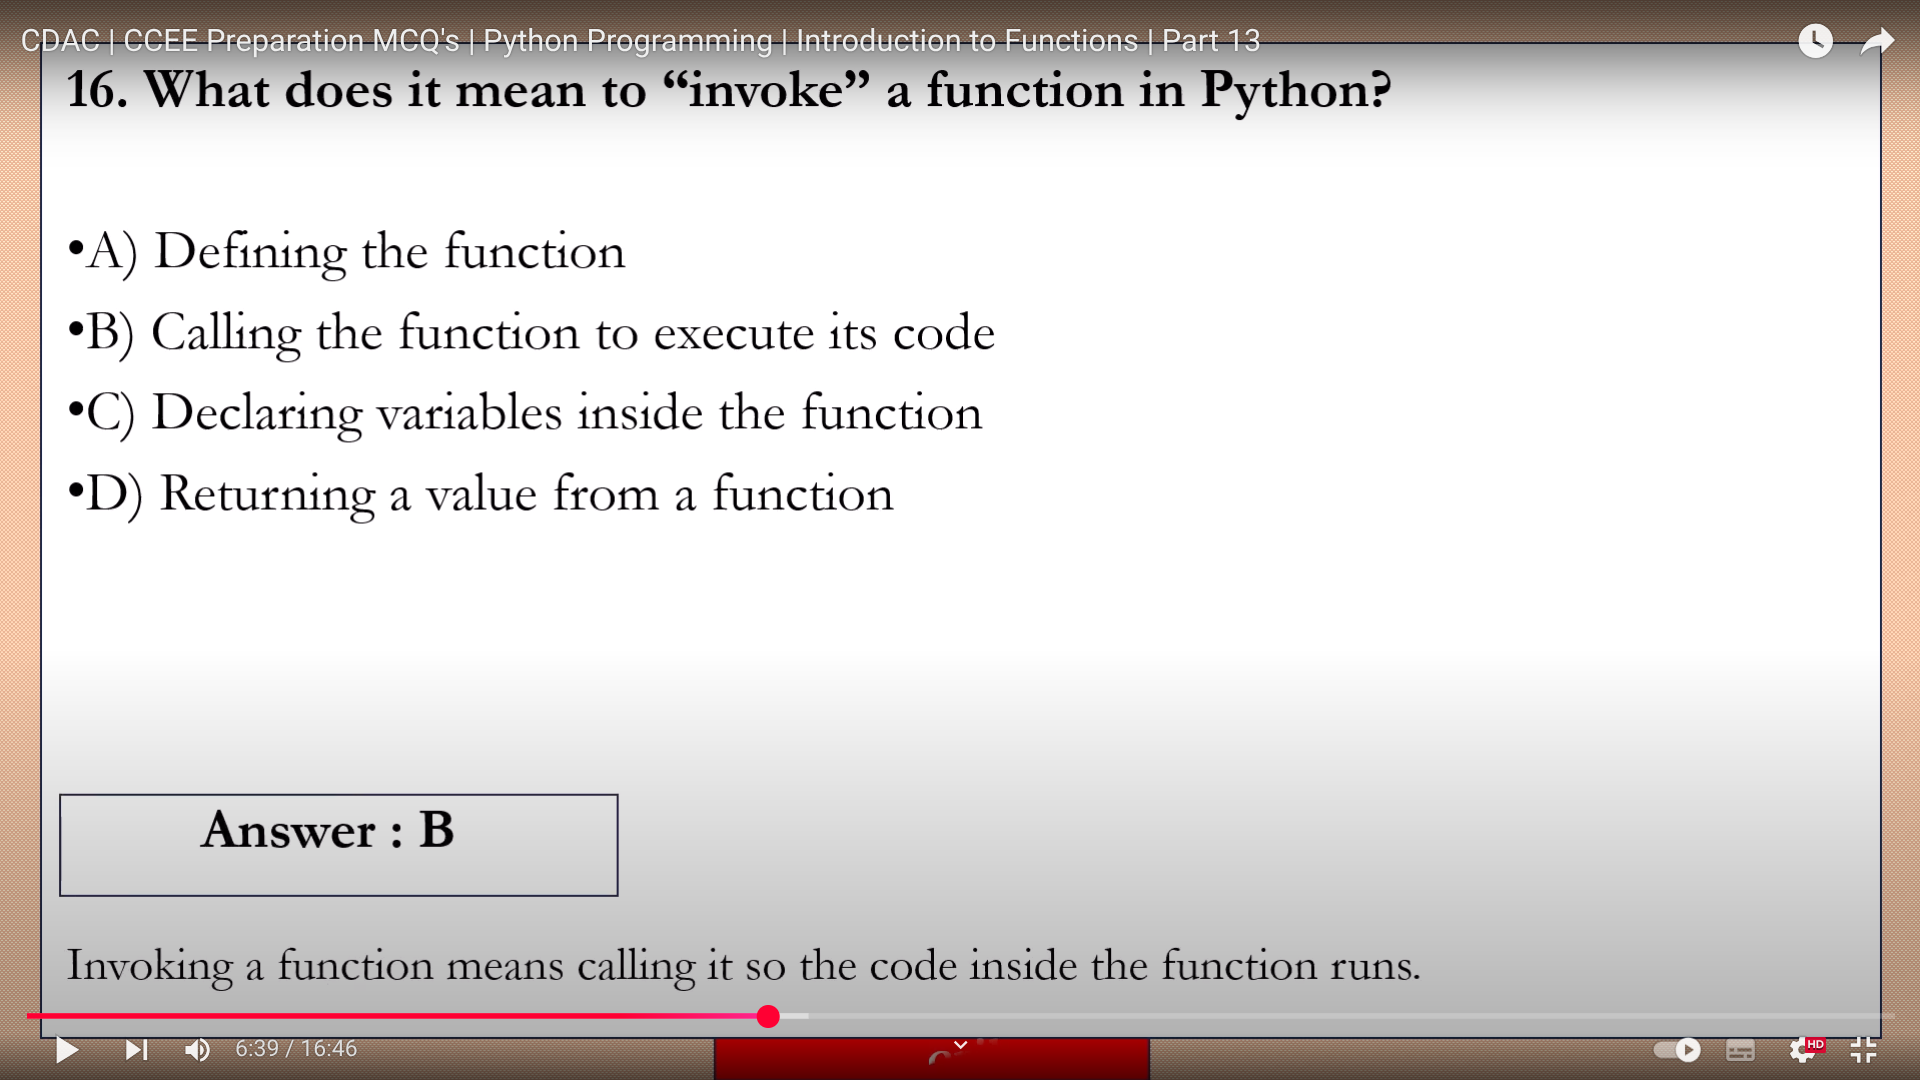 CDAC | CCEE Preparation MCQ's | Python Programming | Introduction to Functions | Part 13
16. What does it mean to “invoke” a function in Python?
•A) Defining the function
•B) Calling the function to execute its code
•C) Declaring variables inside the function
•D) Returning a value from a function
Answer : B
Invoking a function means calling it so the code inside the function runs.
6:39 / 16:46
HD